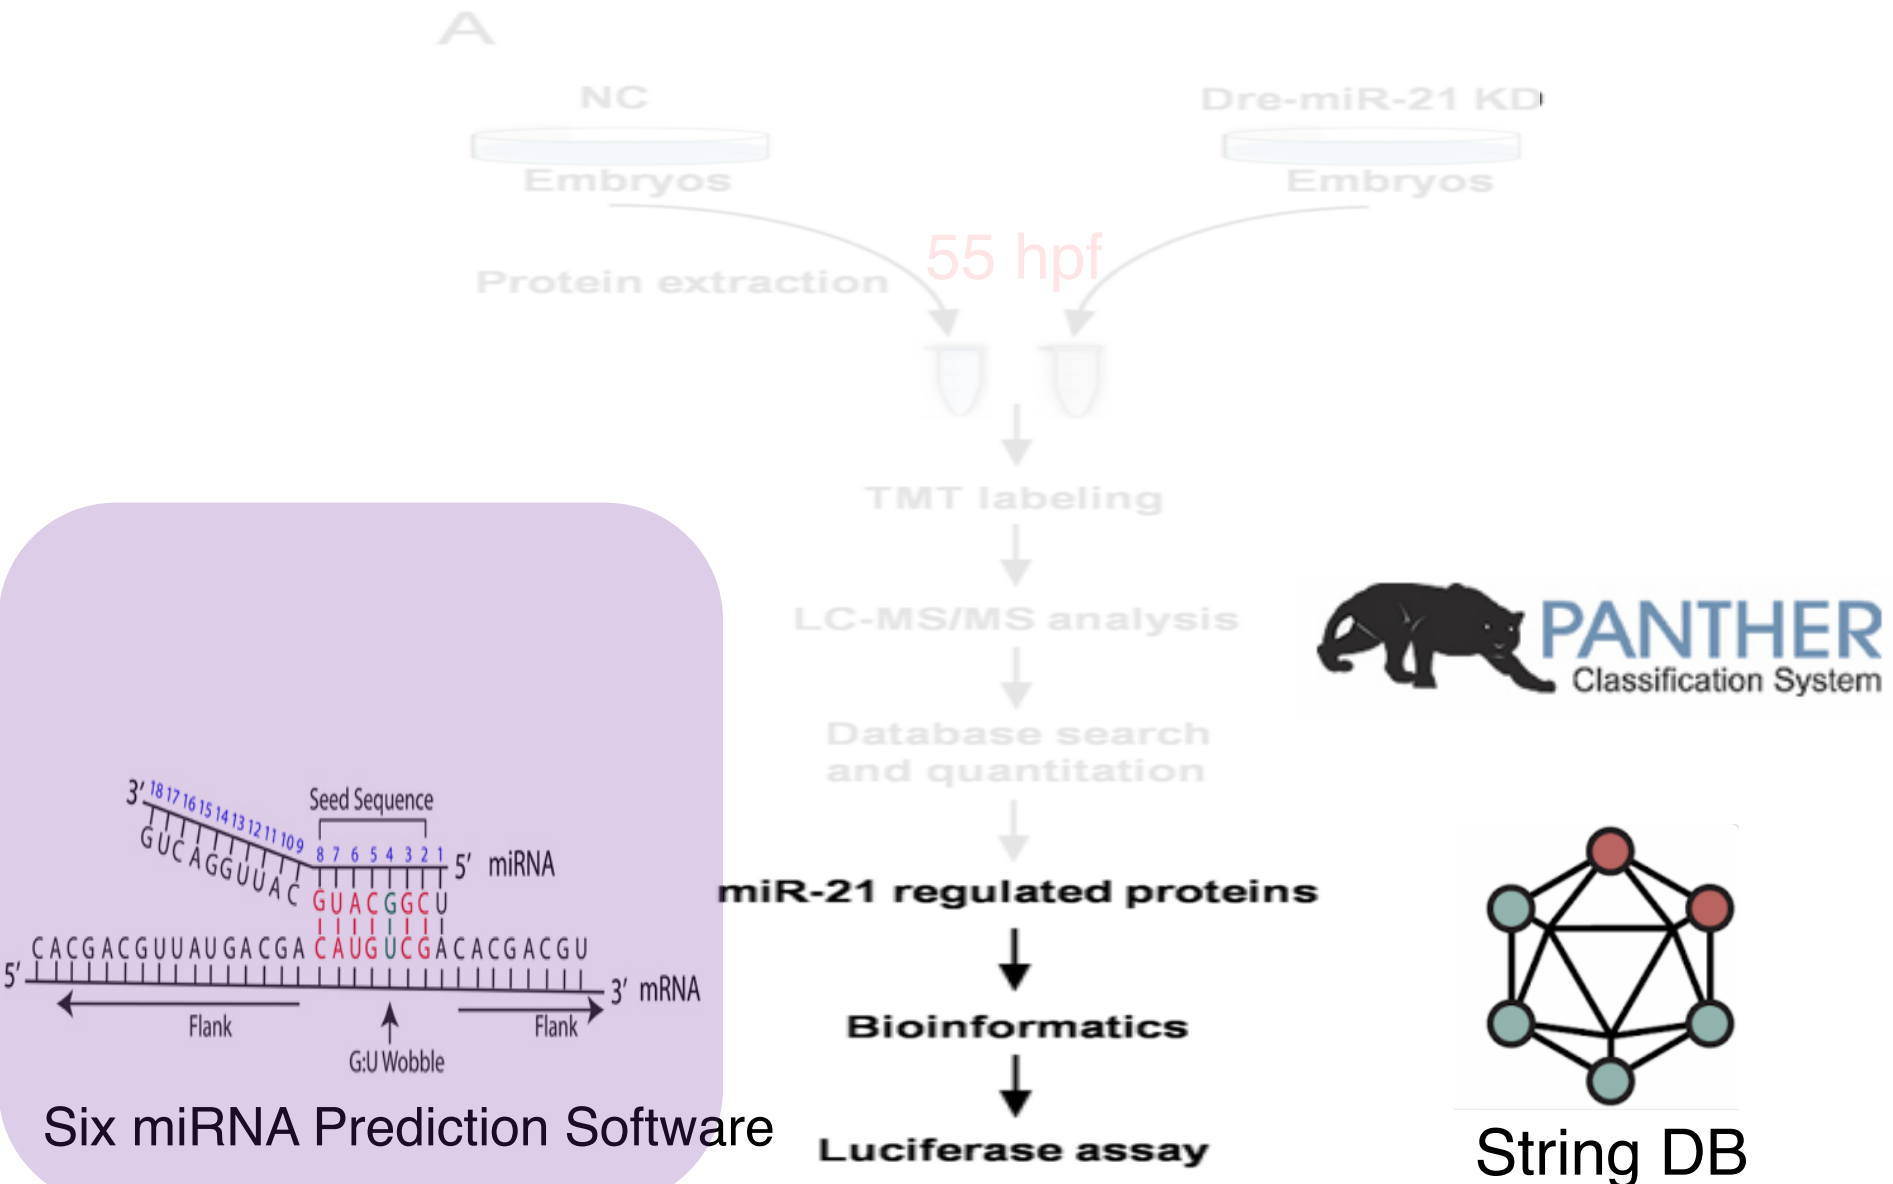 A
NC
Dre-miR-21 KD
Embryos
Embryos
55 hpf
Protein extraction
TMT labeling
LC-MS/MS analysis
PANTHER
Classification System
Database search
and quantitation
3′ 18 17 16 15 14 13 12 11 10 9
Seed Sequence
8 7 6 5 4 3 2 1 5′ miRNA
GUCAGGUUAC
GUACGGCU
miR-21 regulated proteins
CACGACGUUAUGACGACAUGUCGACACGACGU
5′
3′ mRNA
Flank
Flank
G:U Wobble
Bioinformatics
Six miRNA Prediction Software
Luciferase assay
String DB